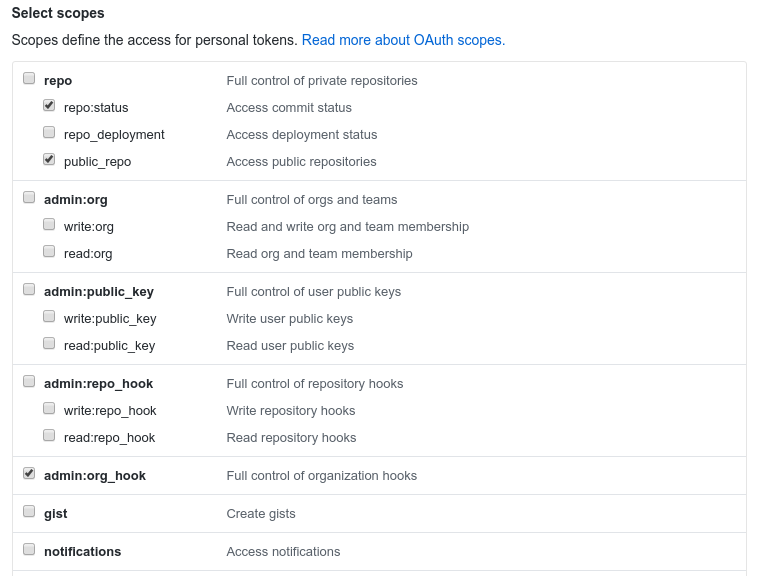 Select scopes
Scopes define the access for personal tokens. Read more about OAuth scopes.
repo Full control of private repositories
repo:status Access commit status
repo_deployment Access deployment status
public_repo Access public repositories
admin:org Full control of orgs and teams
write:org Read and write org and team membership
read:org Read org and team membership
admin:public_key Full control of user public keys
write:public_key Write user public keys
read:public_key Read user public keys
admin:repo_hook Full control of repository hooks
write:repo_hook Write repository hooks
read:repo_hook Read repository hooks
admin:org_hook Full control of organization hooks
gist Create gists
notifications Access notifications